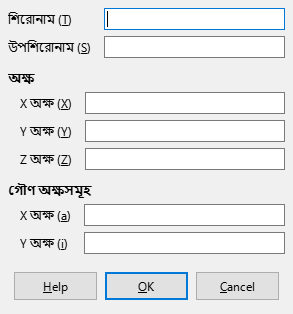 শিরোনাম (T)
উপশিরোনাম (S)
অক্ষ
X অক্ষ (X)
Y অক্ষ (Y)
Z অক্ষ (Z)
গৌণ অক্ষসমূহ
X অক্ষ (a)
Y অক্ষ (i)
Help OK Cancel